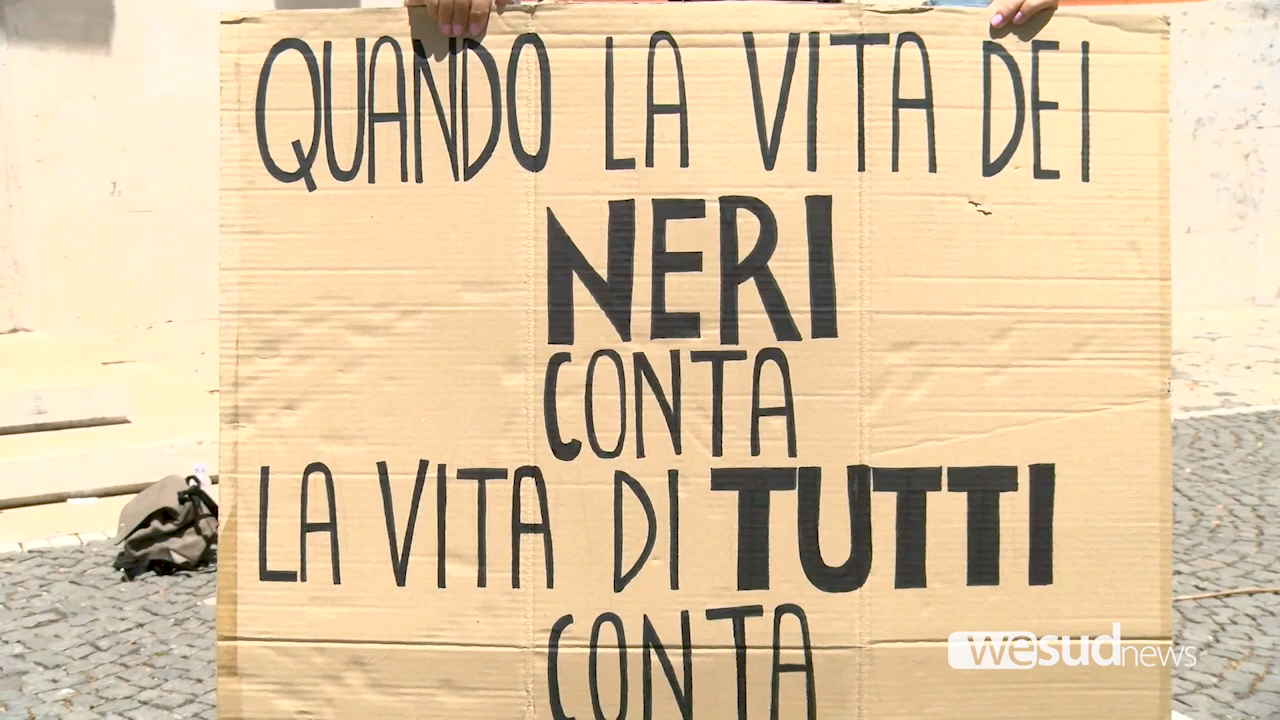 QUANDO LA VITA DEI
NERI
CONTA
LA VITA DI TUTTI
CONTA
wesudnews